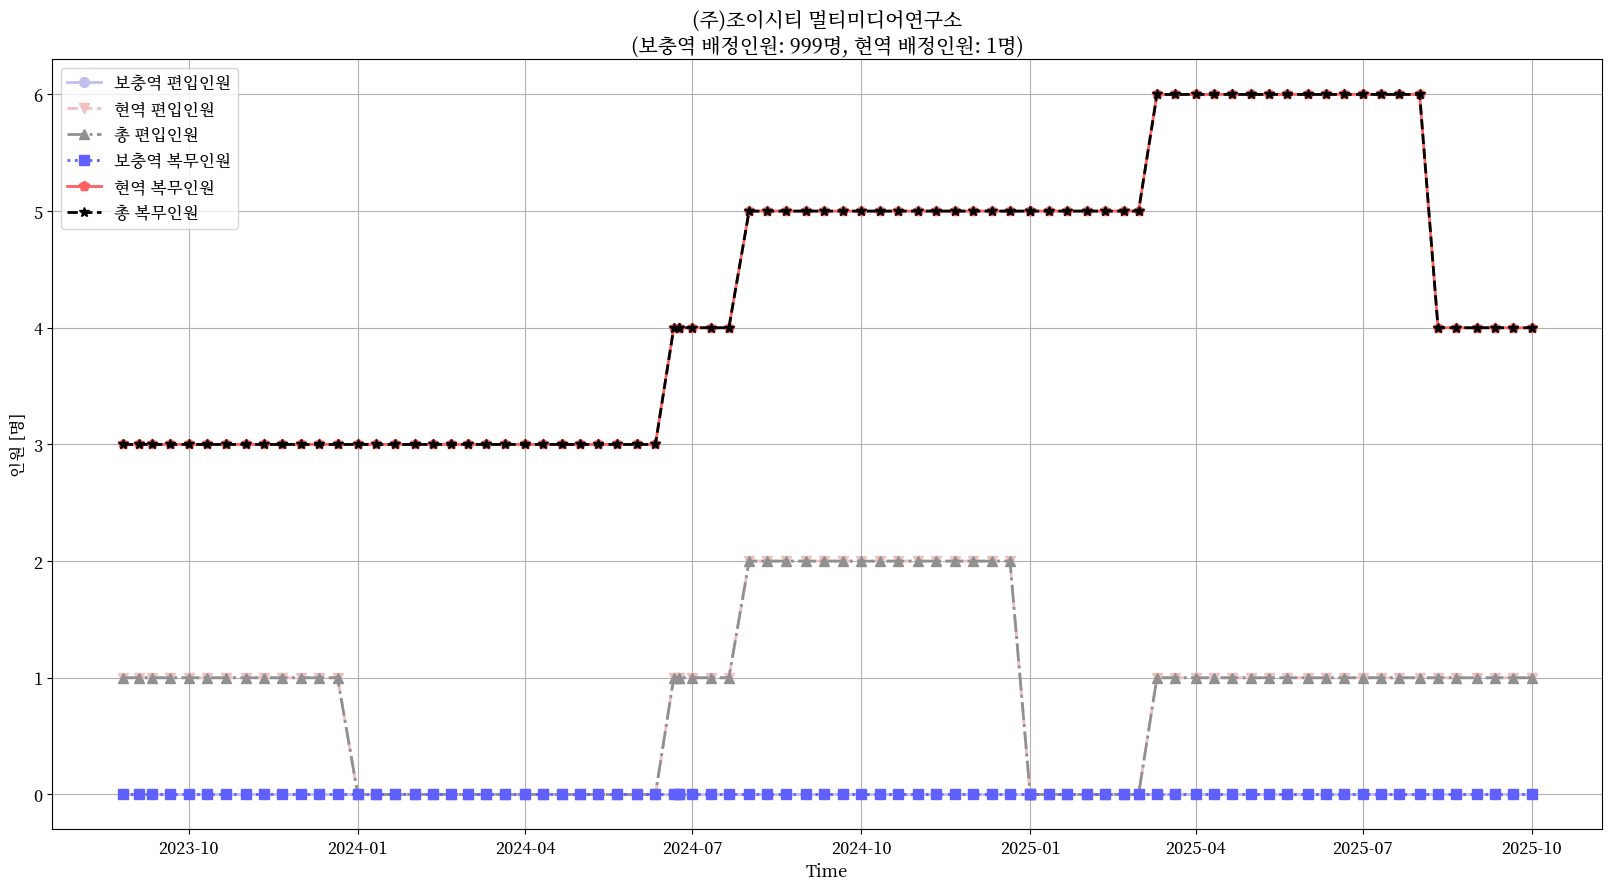 (주)조이시티 멀티미디어연구소
(보충역 배정인원: 999명, 현역 배정인원: 1명)
보충역 편입인원
현역 편입인원
총 편입인원
보충역 복무인원
현역 복무인원
총 복무인원
인원 [명]
6
5
4
3
2
1
0
2023-10
2024-01
2024-04
2024-07
2024-10
2025-01
2025-04
2025-07
2025-10
Time